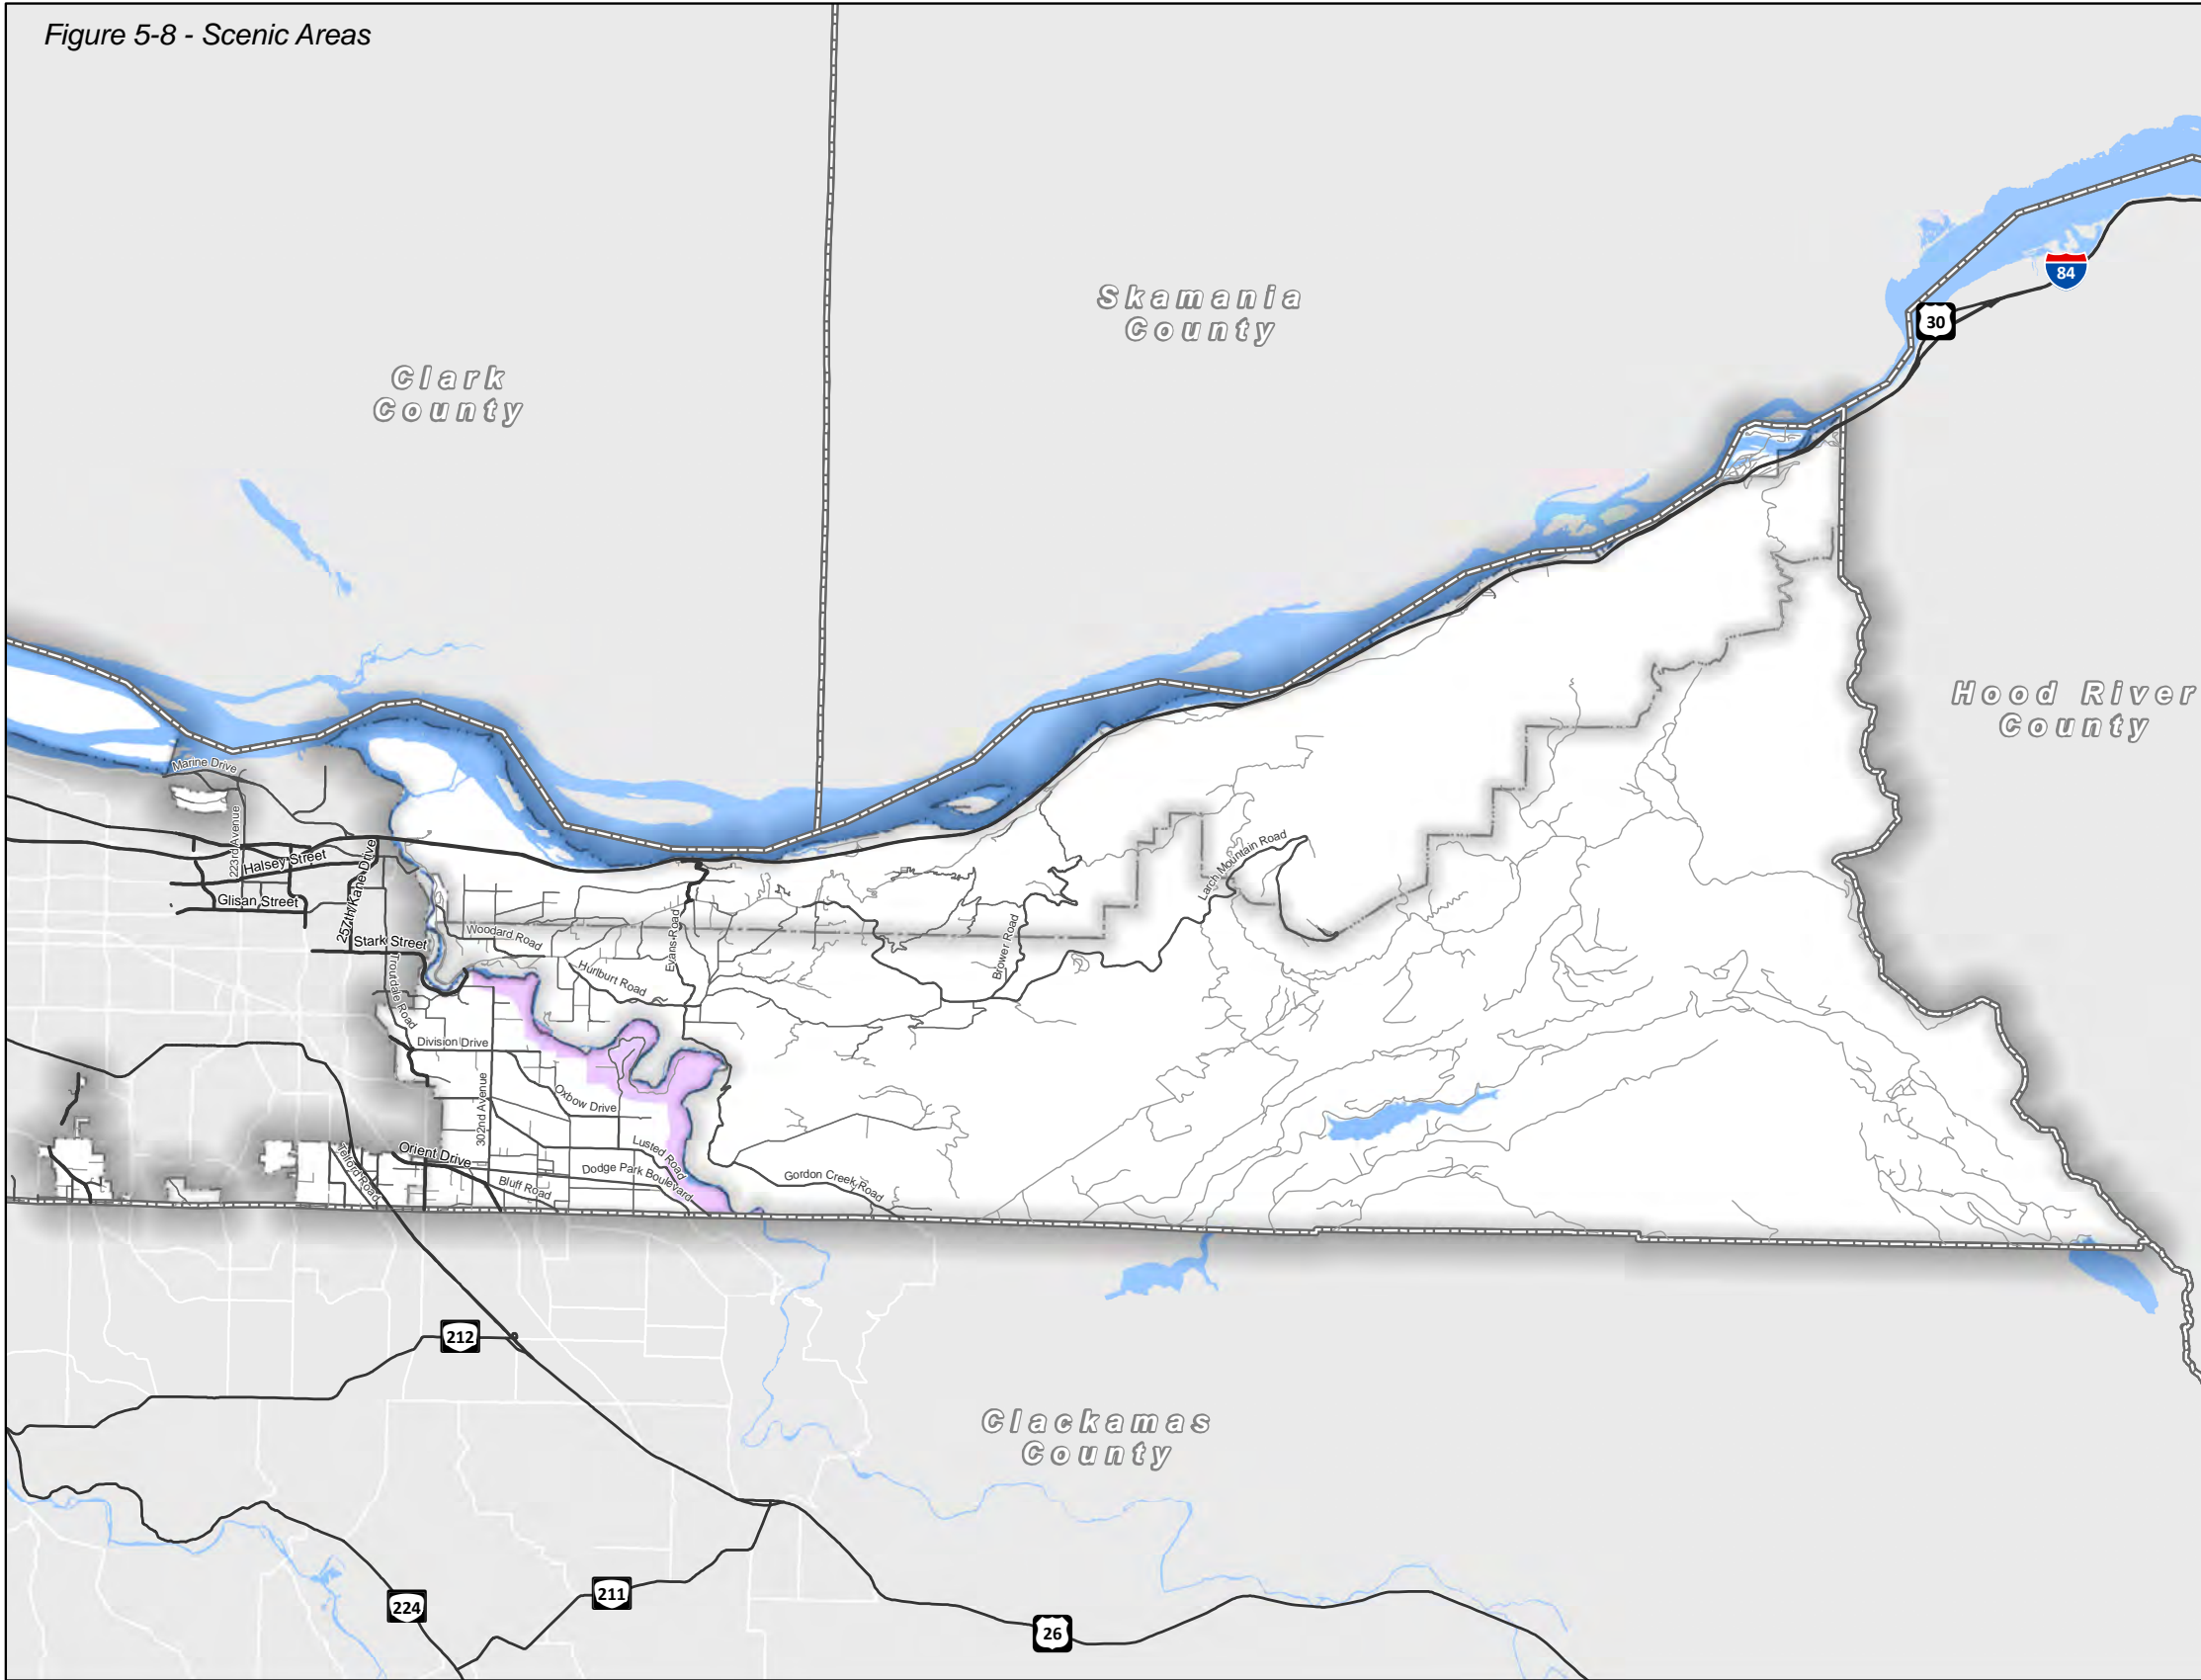 Figure 5-8 - Scenic Areas
84
Skamania
County
30
Clark
County
Hood River
County
Marine Drive
223rd Avenue
Halsey Street
257th/Kane Drive
Larch Mountain Road
Glisan Street
Stark Street
Woodard Road
Evans Road
Brower Road
Troutdale Road
Hurlburt Road
Division Drive
302nd Avenue
Oxbow Drive
Orient Drive
Lusted Road
Telford Road
Dodge Park Boulevard
Bluff Road
Gordon Creek Road
212
Clackamas
County
224
211
26